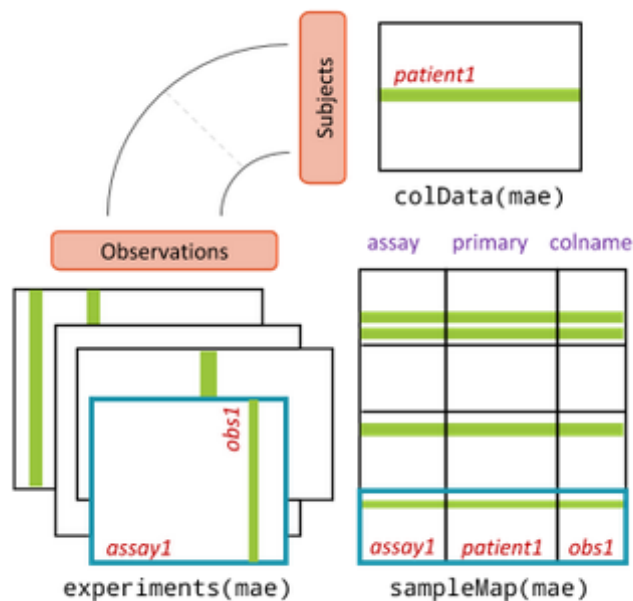 Subjects
patient1
colData(mae)
Observations
assay primary colname
obs1
assay1
experiments(mae)
assay1 patient1 obs1
sampleMap(mae)